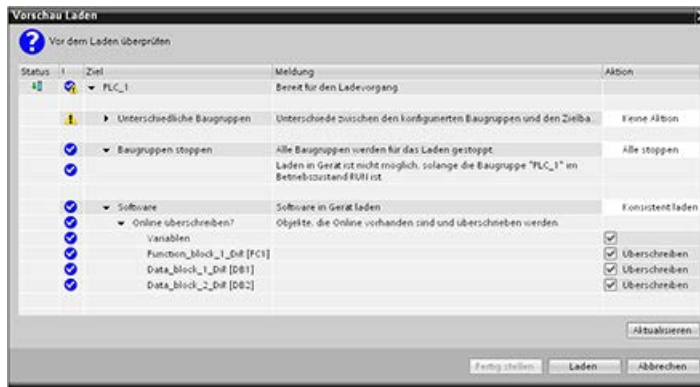 Vorschau Laden
Vor dem Laden überprüfen
Status ! Ziel Meldung Aktion
PLC_1 Bereit für den Ladevorgang.
Unterschiedliche Baugruppen Unterschiede zwischen den konfigurierten Baugruppen und den Zielba... Keine Aktion
Baugruppen stoppen Alle Baugruppen werden für das Laden gestoppt. Alle stoppen
Laden in Gerät ist nicht möglich, solange die Baugruppe "PLC_1" im
Betriebszustand RUN ist.
Software Software in Gerät laden Konsistent laden
Online überschreiben? Objekte, die Online vorhanden sind und überschrieben werden.
Variablen
Function_block_1_DiR [FC1] Überschreiben
Data_block_1_DiR [DB1] Überschreiben
Data_block_2_DiR [DB2] Überschreiben
Aktualisieren
Fertig stellen Laden Abbrechen